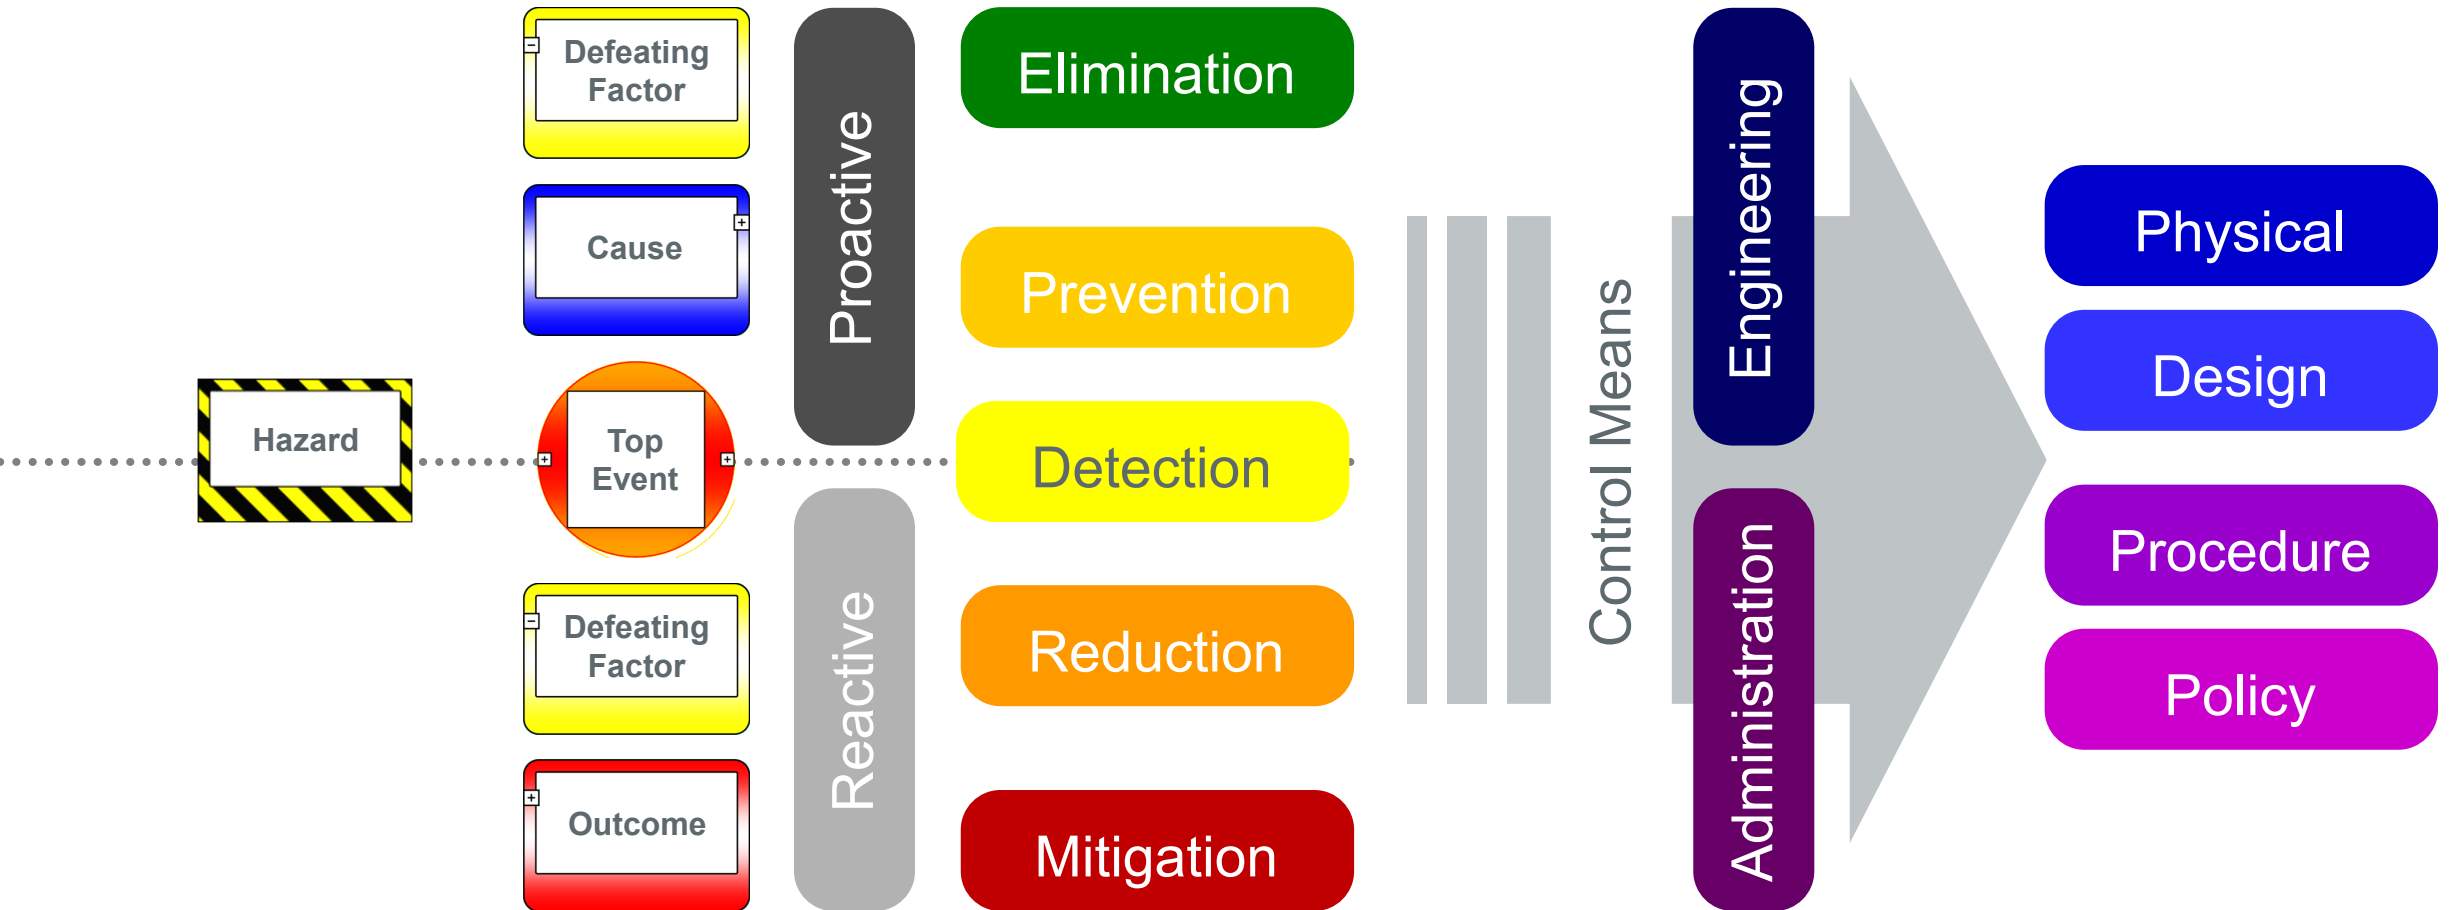 Hazard
Defeating
Factor
Cause
Top
Event
Defeating
Factor
Outcome
Proactive
Reactive
Elimination
Prevention
Detection
Reduction
Mitigation
Control Means
Engineering
Administration
Physical
Design
Procedure
Policy